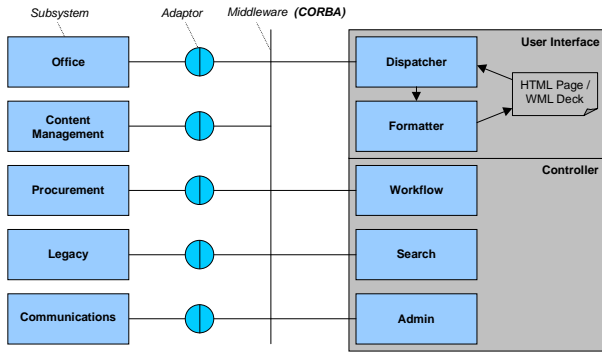 Subsystem
Adaptor
Middleware (CORBA)
User Interface
Office
Dispatcher
HTML Page /
WML Deck
Content
Management
Formatter
Controller
Procurement
Workflow
Legacy
Search
Communications
Admin